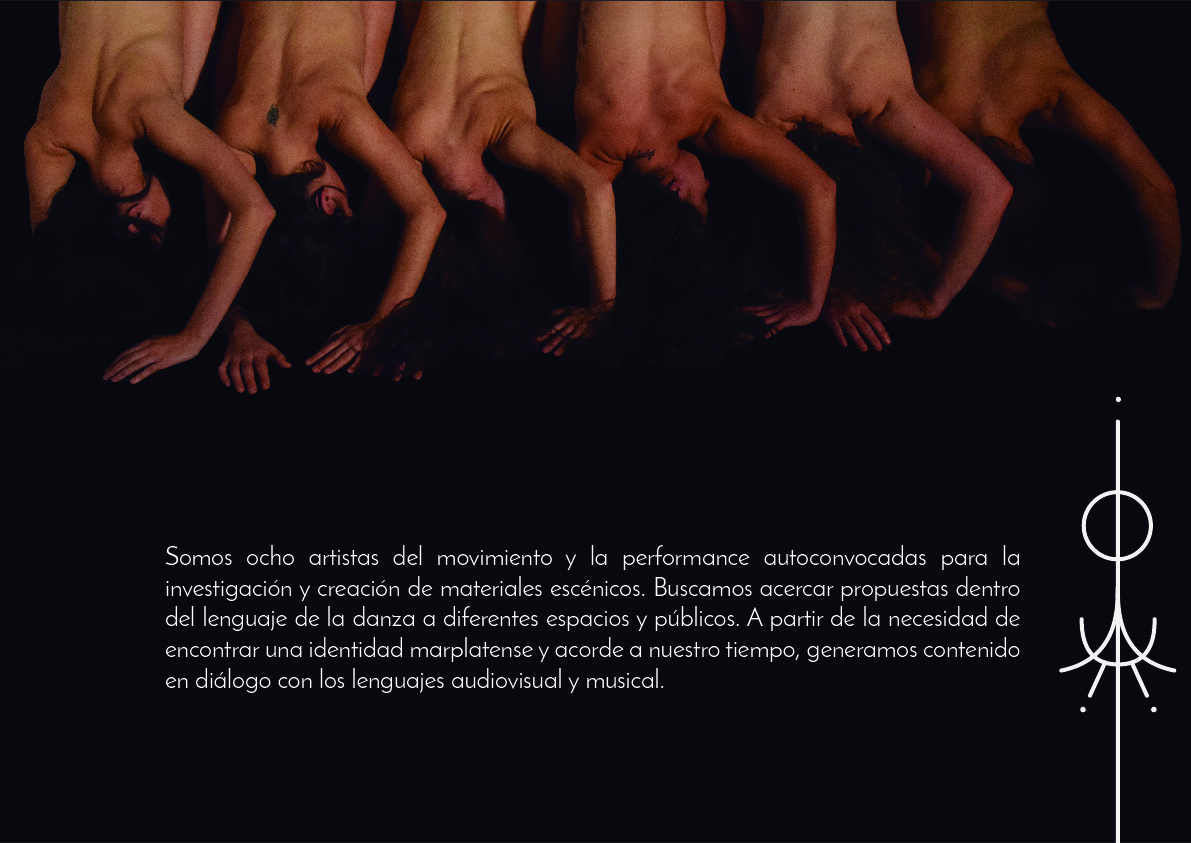 Somos ocho artistas del movimiento y la performance autoconvocadas para la
investigación y creación de materiales escénicos. Buscamos acercar propuestas dentro
del lenguaje de la danza a diferentes espacios y públicos. A partir de la necesidad de
encontrar una identidad marplatense y acorde a nuestro tiempo, generamos contenido
en diálogo con los lenguajes audiovisual y musical.